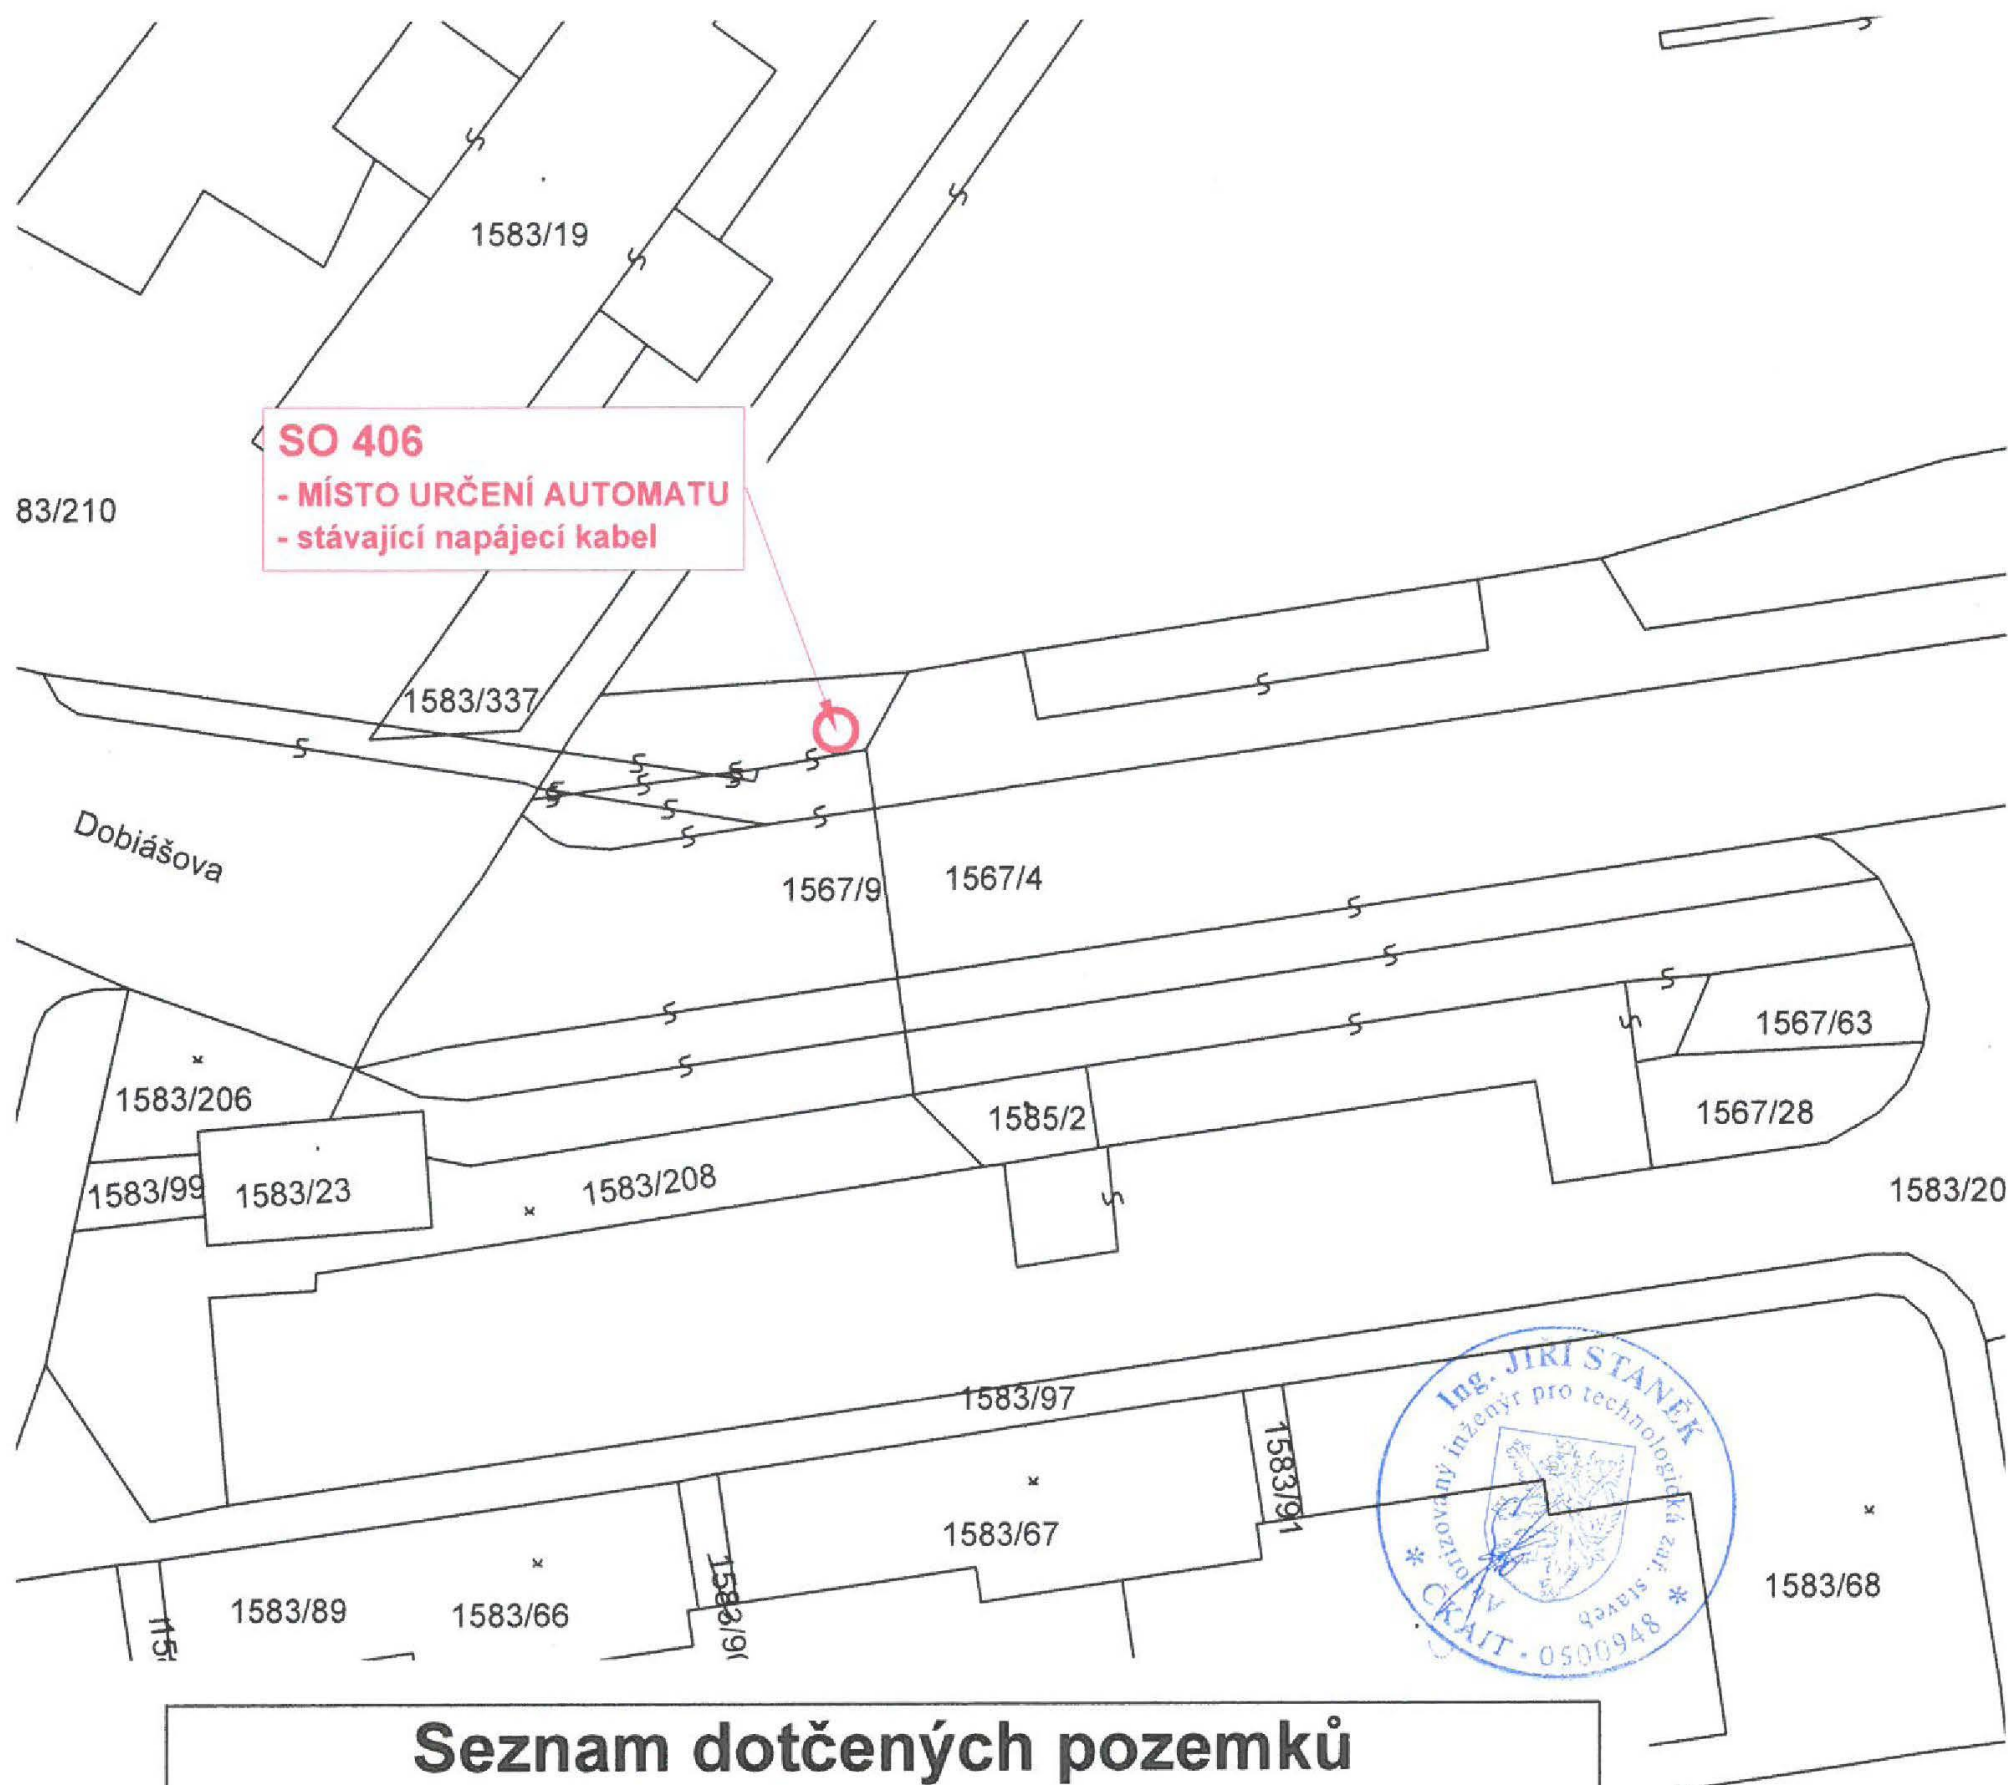 1583/19
SO 406
- MÍSTO URČENÍ AUTOMATU
- stávající napájecí kabel
83/210
1583/337
Dobiášova
1567/9
1567/4
1567/63
1583/206
1585/2
1567/28
1583/99
1583/23
1583/208
1583/20
1583/97
Ing. JIŘÍ STANĚK
inženýr pro technologická zař. staveb
ČKAIT - 0500948
1583/91
1583/67
1583/68
1583/89
1583/66
1583/9
Seznam dotčených pozemků